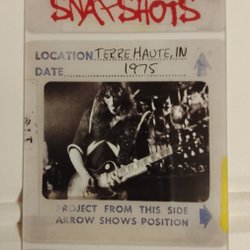 SNAPSHOTS
LOCATION TERRE HAUTE, IN
DATE 1975
PROJECT FROM THIS SIDE
ARROW SHOWS POSITION